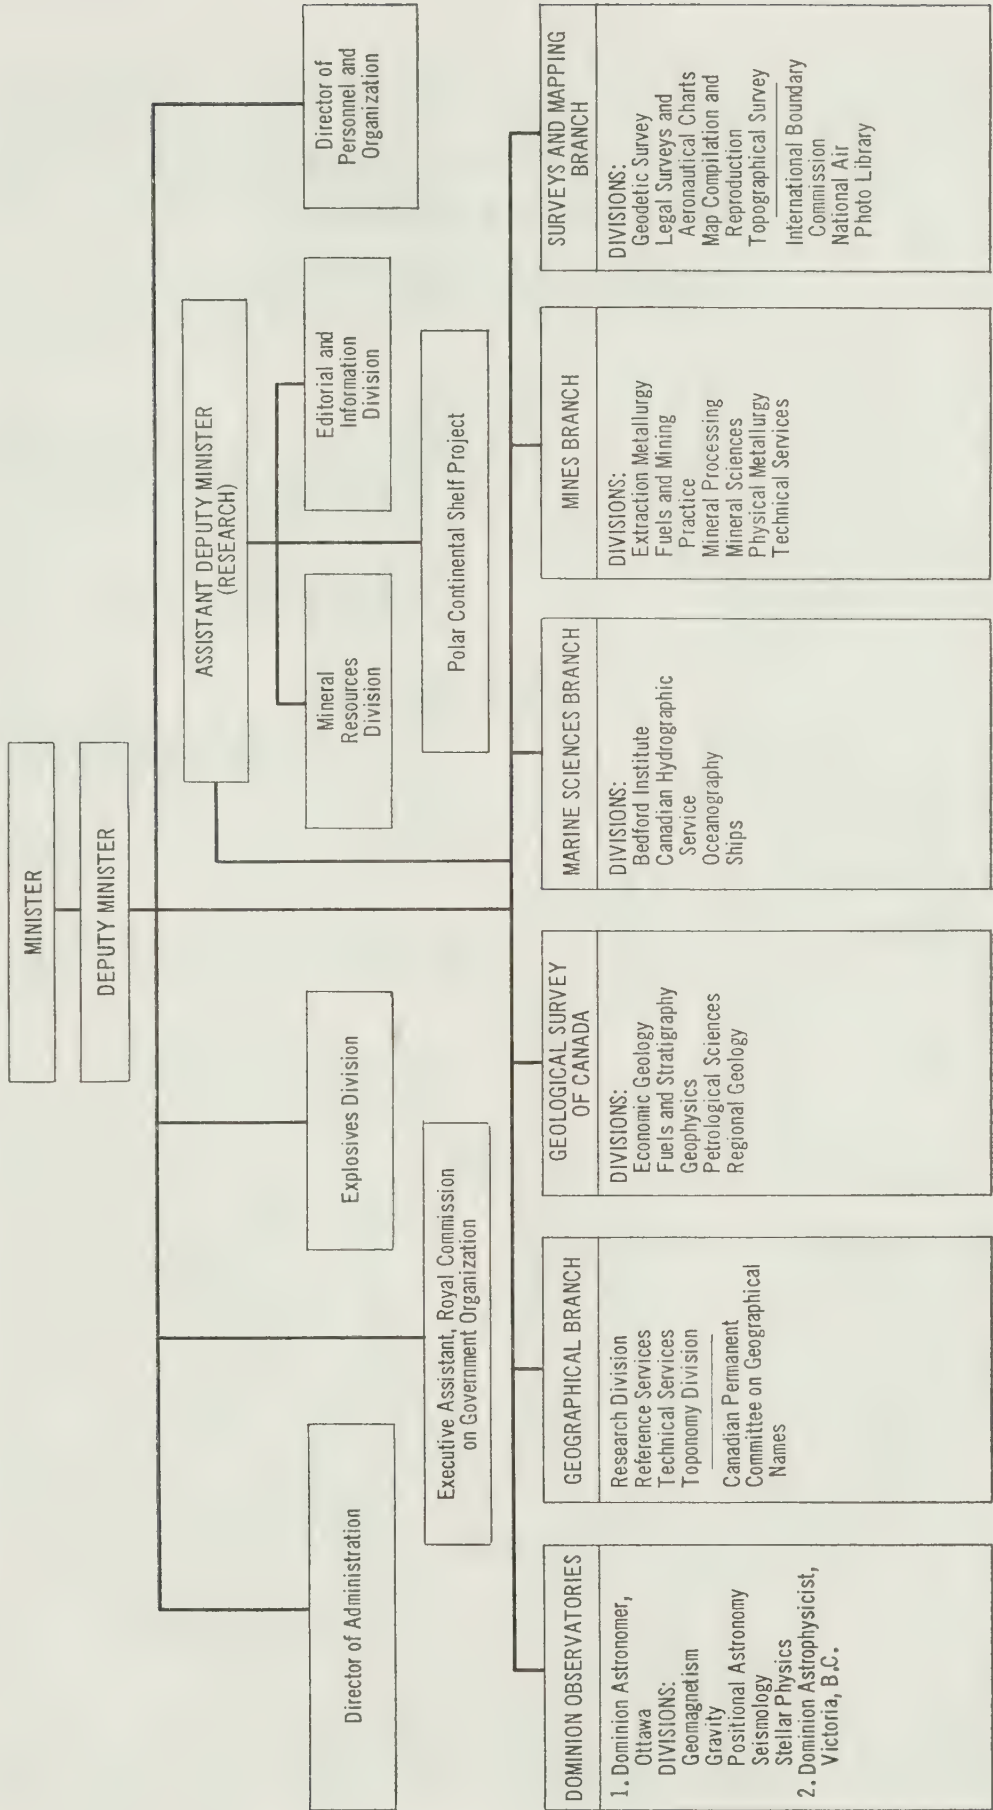 MINISTER
DEPUTY MINISTER
ASSISTANT DEPUTY MINISTER
(RESEARCH)
Director of Administration
Explosives Division
Mineral
Resources
Division
Editorial and
Information
Division
Director of
Personnel and
Organization
Executive Assistant, Royal Commission
on Government Organization
Polar Continental Shelf Project
DOMINION OBSERVATORIES
1. Dominion Astronomer,
Ottawa
DIVISIONS:
Geomagnetism
Gravity
Positional Astronomy
Seismology
Stellar Physics
2. Dominion Astrophysicist,
Victoria, B.C.
GEOGRAPHICAL BRANCH
Research Division
Reference Services
Technical Services
Toponomy Division
Canadian Permanent
Committee on Geographical
Names
GEOLOGICAL SURVEY
OF CANADA
DIVISIONS:
Economic Geology
Fuels and Stratigraphy
Geophysics
Petrological Sciences
Regional Geology
MARINE SCIENCES BRANCH
DIVISIONS:
Bedford Institute
Canadian Hydrographic
Service
Oceanography
Ships
MINES BRANCH
DIVISIONS:
Extraction Metallurgy
Fuels and Mining
Practice
Mineral Processing
Mineral Sciences
Physical Metallurgy
Technical Services
SURVEYS AND MAPPING
BRANCH
DIVISIONS:
Geodetic Survey
Legal Surveys and
Aeronautical Charts
Map Compilation and
Reproduction
Topographical Survey
International Boundary
Commission
National Air
Photo Library